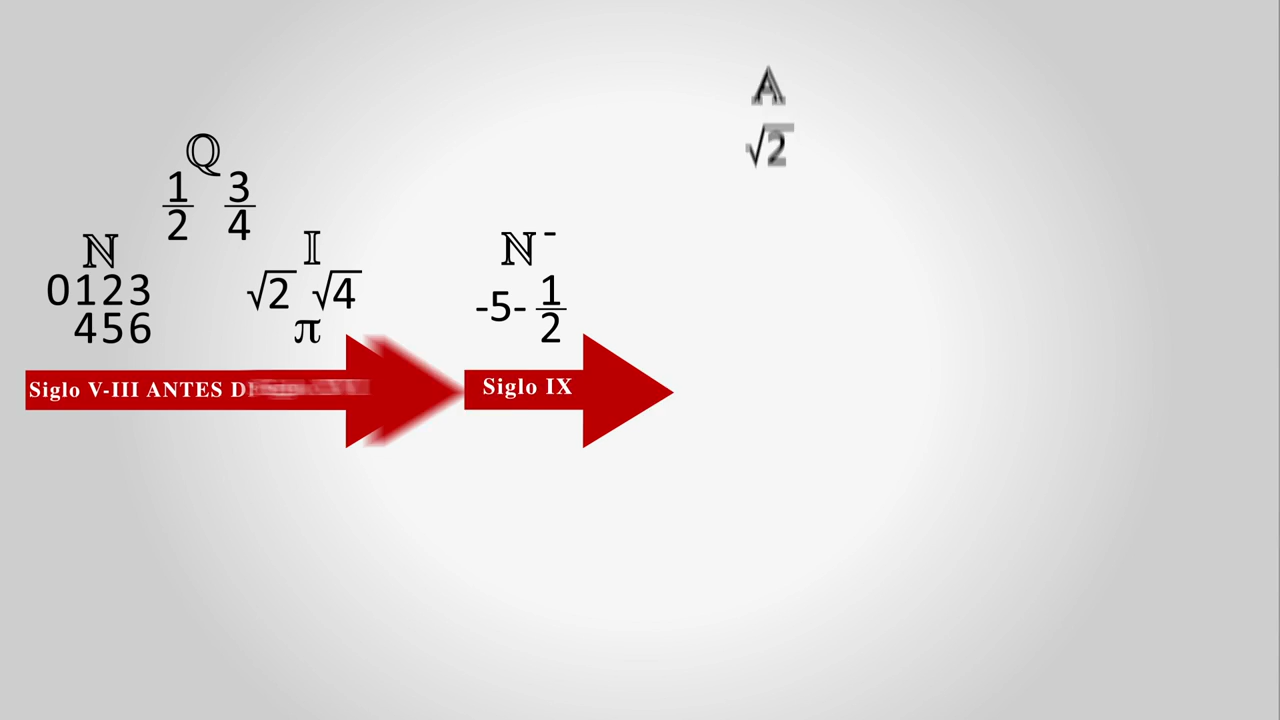 ℚ
1/2 3/4
ℕ
0123
456
𝕀
√2 √4
π
ℕ-
-5- 1/2
𝔸
√2
Siglo V-III ANTES
Siglo IX